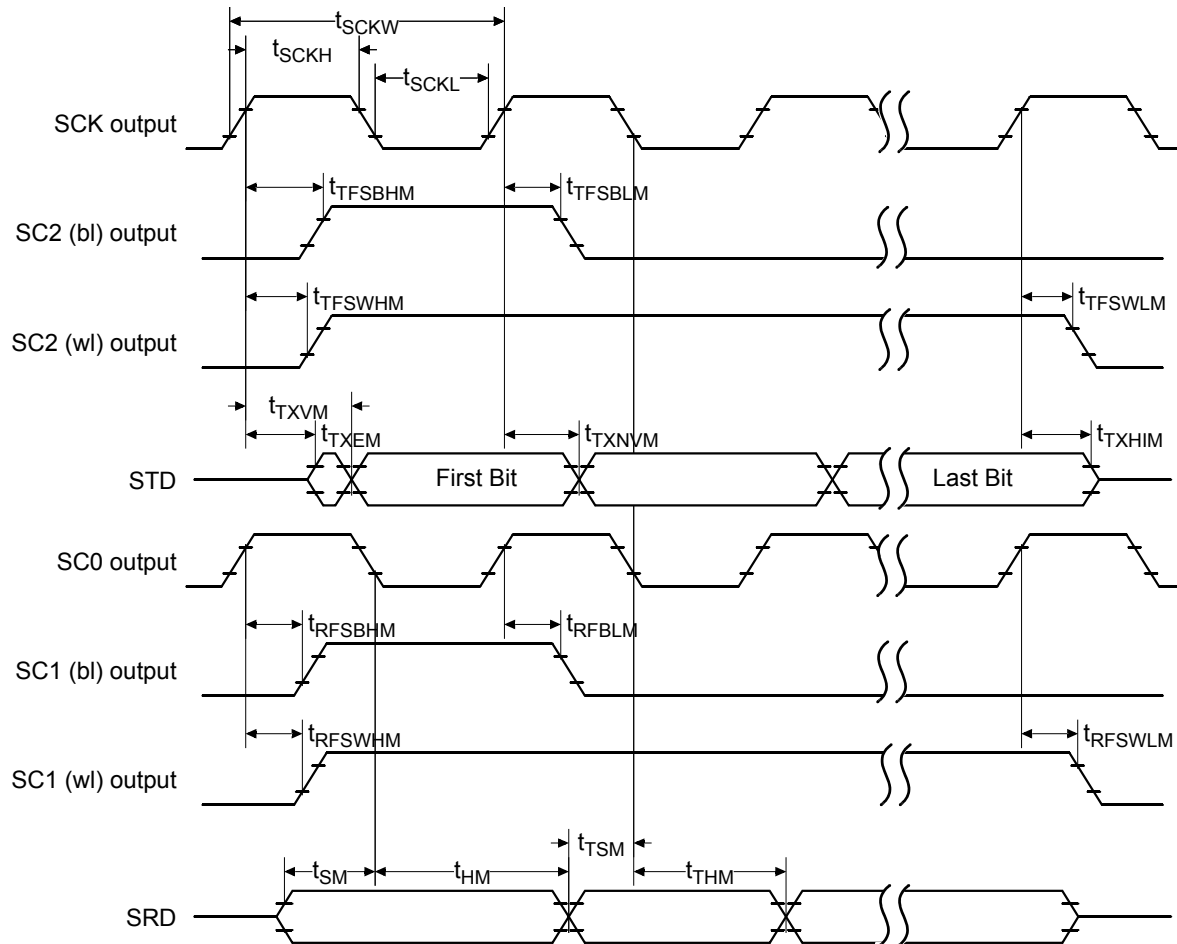 tSCKW
tSCKH
tSCKL
SCK output
tTFSBHM
tTFSBLM
SC2 (bl) output
tTFSWHM
tTFSWLM
SC2 (wl) output
tTXVM
tTXEM
tTXNVM
tTXHIM
STD
First Bit
Last Bit
SC0 output
tRFSBHM
tRFBLM
SC1 (bl) output
tRFSWHM
tRFSWLM
SC1 (wl) output
tTSM
tSM
tHM
tTHM
SRD